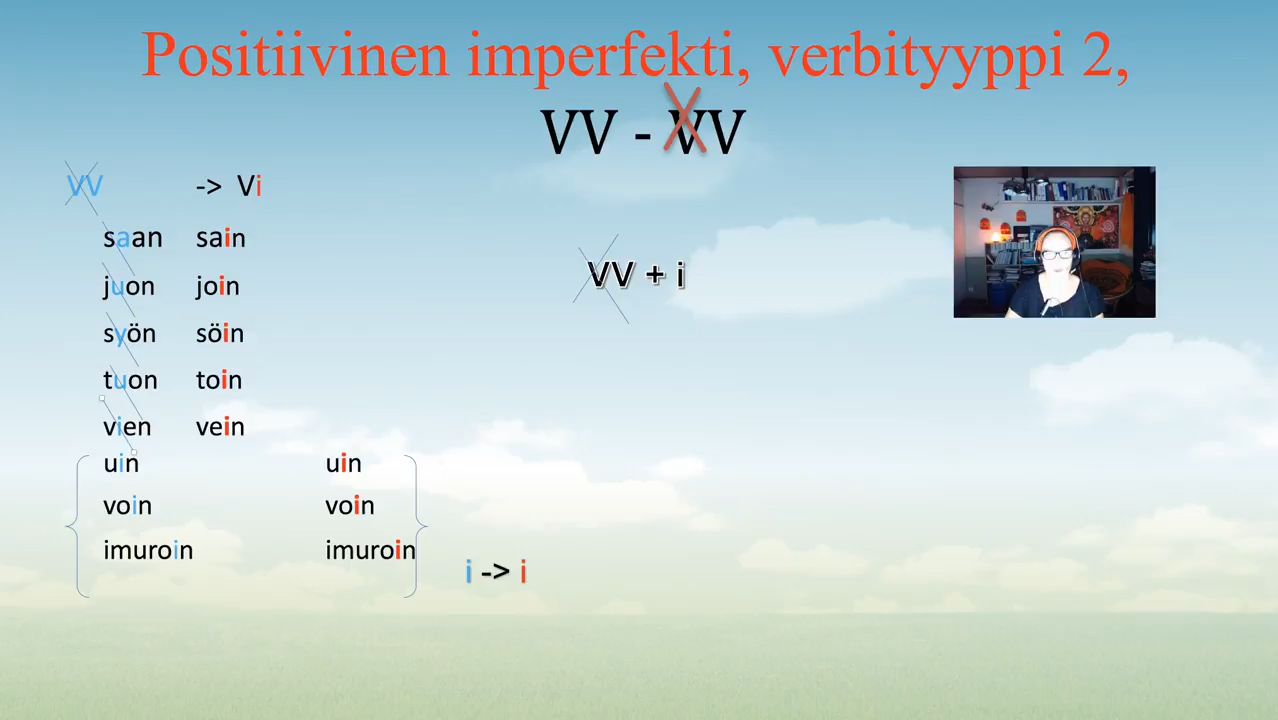 Positiivinen imperfekti, verbityyppi 2,
VV - VV
VV -> Vi
saan sain
juon join
syön söin
tuon toin
vien vein
uin uin
voin voin
imuroin imuroin
VV + i
i -> i